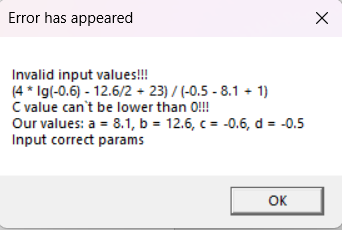 Error has appeared
Invalid input values!!!
(4 * lg(-0.6) - 12.6/2 + 23) / (-0.5 - 8.1 + 1)
C value can`t be lower than 0!!!
Our values: a = 8.1, b = 12.6, c = -0.6, d = -0.5
Input correct params
OK